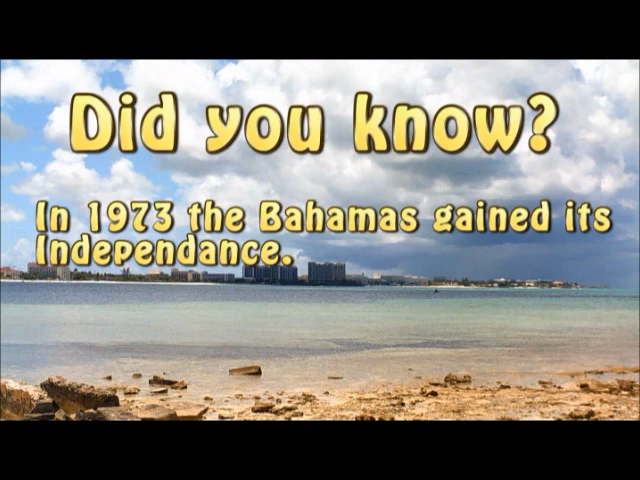 Did you know?
In 1973 the Bahamas gained its
Independance.